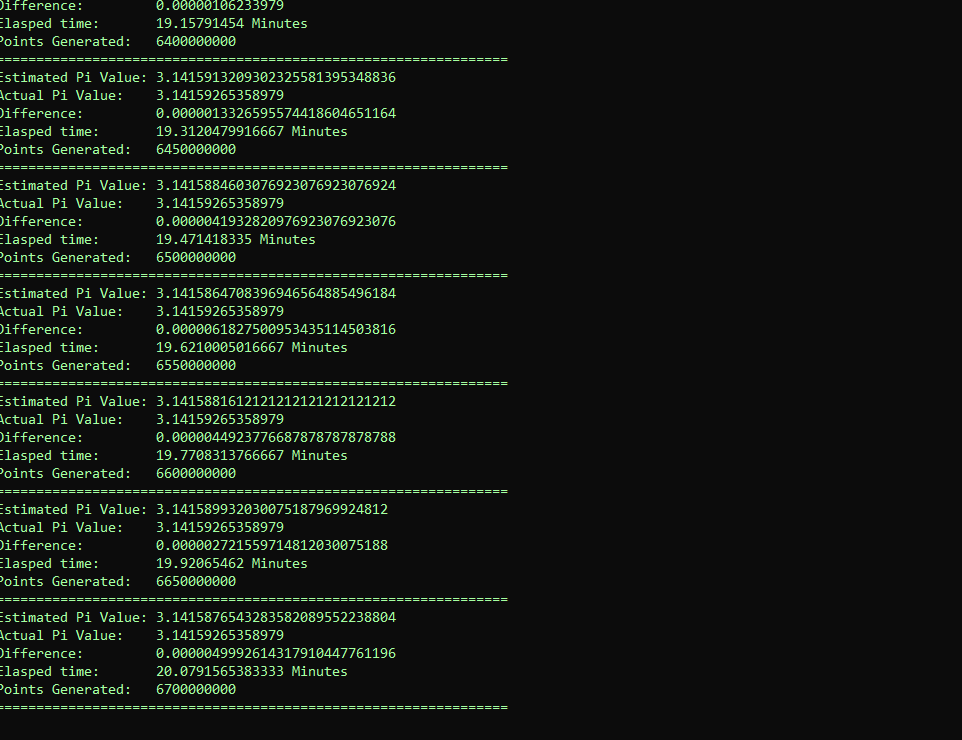 Difference: 0.00000106233979
Elasped time: 19.15791454 Minutes
Points Generated: 6400000000
================================================================
Estimated Pi Value: 3.1415913209302325581395348836
Actual Pi Value: 3.14159265358979
Difference: 0.0000013326595574418604651164
Elasped time: 19.3120479916667 Minutes
Points Generated: 6450000000
================================================================
Estimated Pi Value: 3.1415884603076923076923076924
Actual Pi Value: 3.14159265358979
Difference: 0.0000041932820976923076923076
Elasped time: 19.471418335 Minutes
Points Generated: 6500000000
================================================================
Estimated Pi Value: 3.1415864708396946564885496184
Actual Pi Value: 3.14159265358979
Difference: 0.0000061827500953435114503816
Elasped time: 19.6210005016667 Minutes
Points Generated: 6550000000
================================================================
Estimated Pi Value: 3.1415881612121212121212121212
Actual Pi Value: 3.14159265358979
Difference: 0.0000044923776687878787878788
Elasped time: 19.7708313766667 Minutes
Points Generated: 6600000000
================================================================
Estimated Pi Value: 3.141589932030075187969924812
Actual Pi Value: 3.14159265358979
Difference: 0.000002721559714812030075188
Elasped time: 19.92065462 Minutes
Points Generated: 6650000000
================================================================
Estimated Pi Value: 3.1415876543283582089552238804
Actual Pi Value: 3.14159265358979
Difference: 0.0000049992614317910447761196
Elasped time: 20.0791565383333 Minutes
Points Generated: 6700000000
================================================================